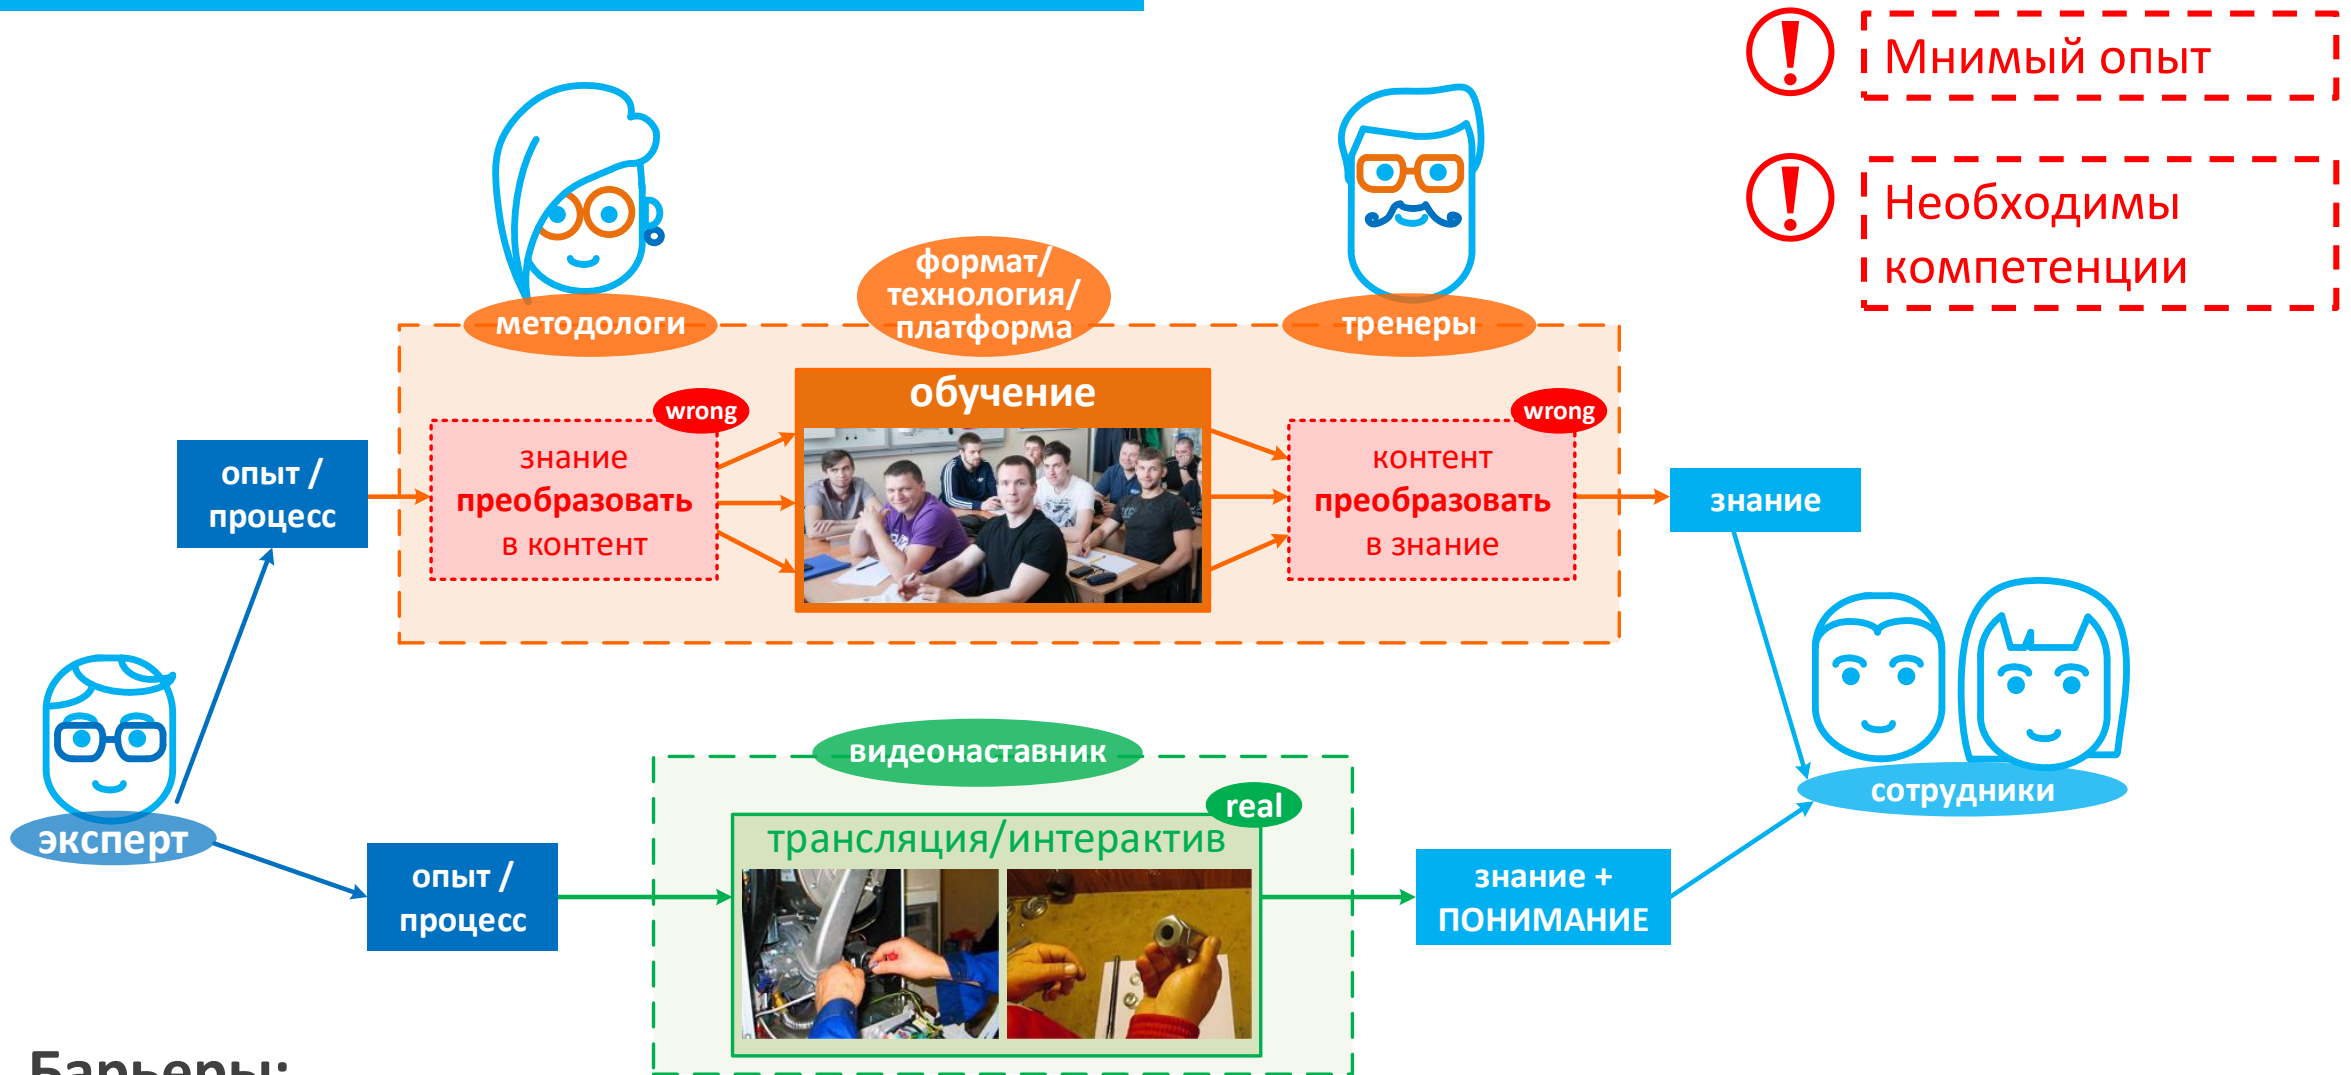 Мнимый опыт
Необходимы
компетенции
формат/
технология/
платформа
методологи
тренеры
обучение
wrong
wrong
знание
преобразовать
в контент
контент
преобразовать
в знание
опыт /
процесс
знание
эксперт
сотрудники
видеонаставник
real
трансляция/интерактив
опыт /
процесс
знание +
ПОНИМАНИЕ
Барьеры: